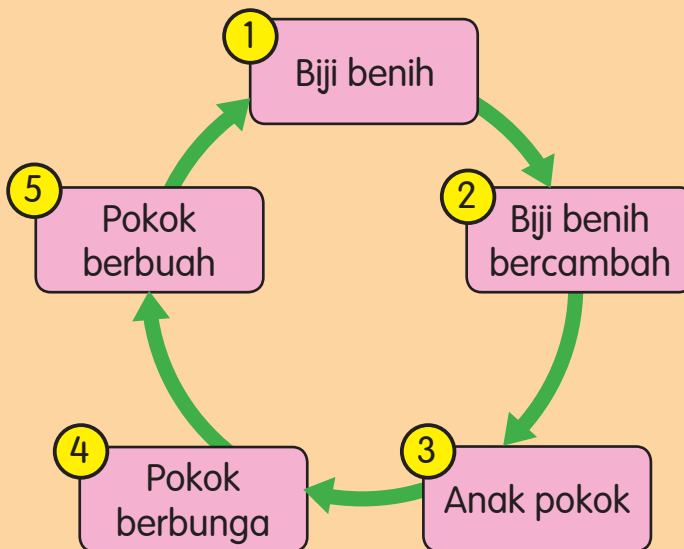 1
Biji benih
2
Biji benih
bercambah
3
Anak pokok
4
Pokok
berbunga
5
Pokok
berbuah